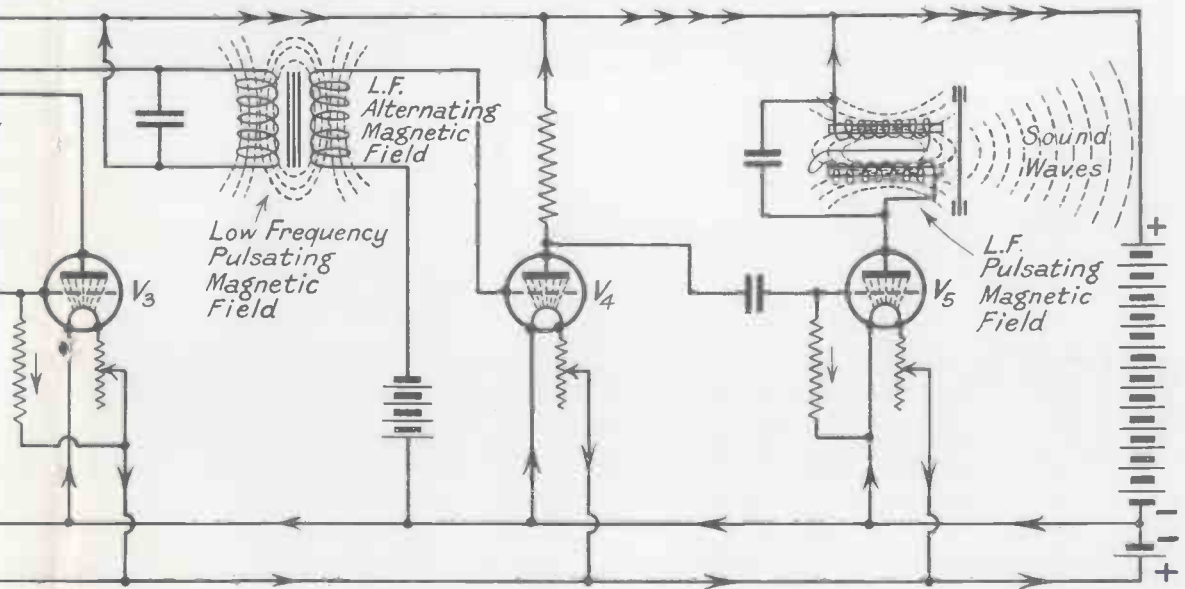 L.F.
Alternating
Magnetic
Field
Sound
Waves
Low Frequency
Pulsating
Magnetic
Field
L.F.
Pulsating
Magnetic
Field
V3
V4
V5
+
-
-
+